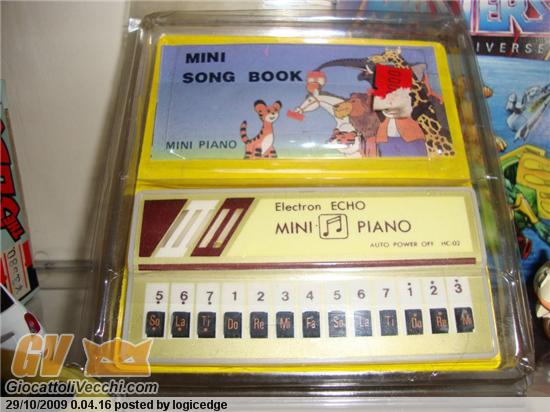 MINI
SONG BOOK
MINI PIANO
Electron ECHO
MINI PIANO
AUTO POWER OFF HC-02
5 6 7 1 2 3 4 5 6 7 1 2 3
So La Ti Do Re Mi Fa So La Ti Do Re Mi
GV
GiocattoliVecchi.com
29/10/2009 0.04.16 posted by logicedge